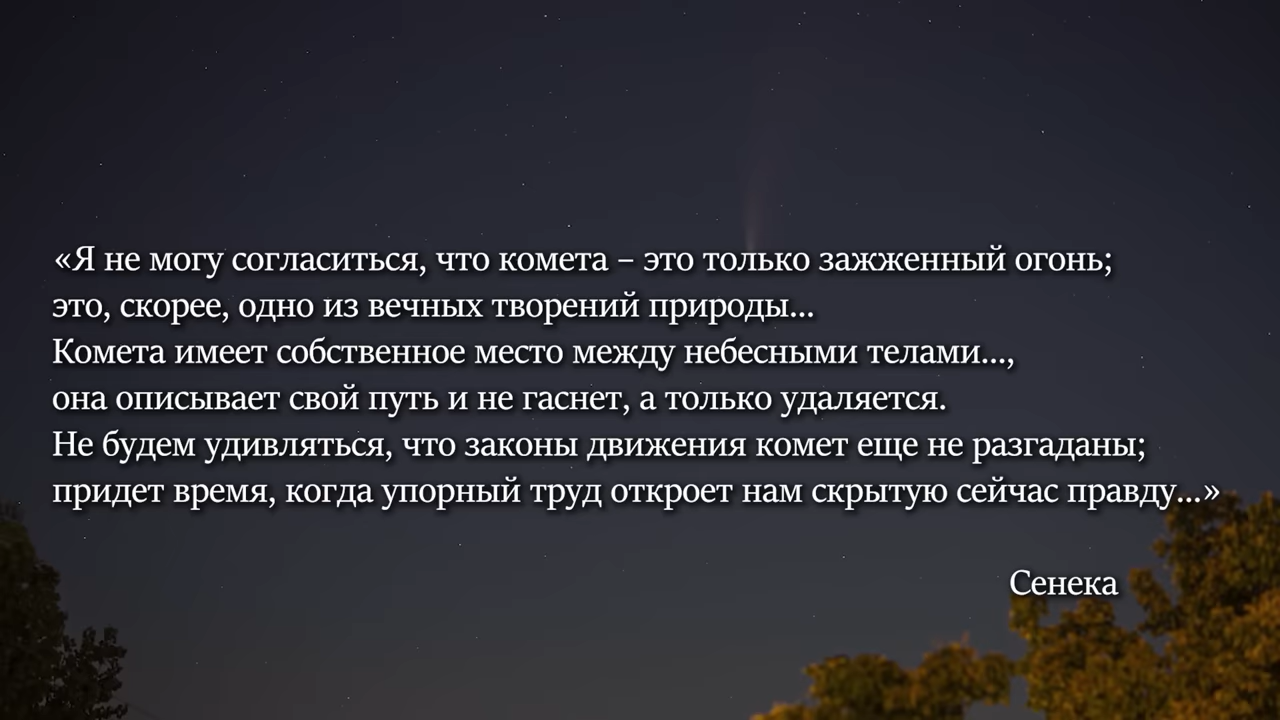 «Я не могу согласиться, что комета – это только зажженный огонь;
это, скорее, одно из вечных творений природы...
Комета имеет собственное место между небесными телами...,
она описывает свой путь и не гаснет, а только удаляется.
Не будем удивляться, что законы движения комет еще не разгаданы;
придет время, когда упорный труд откроет нам скрытую сейчас правду...»
Сенека